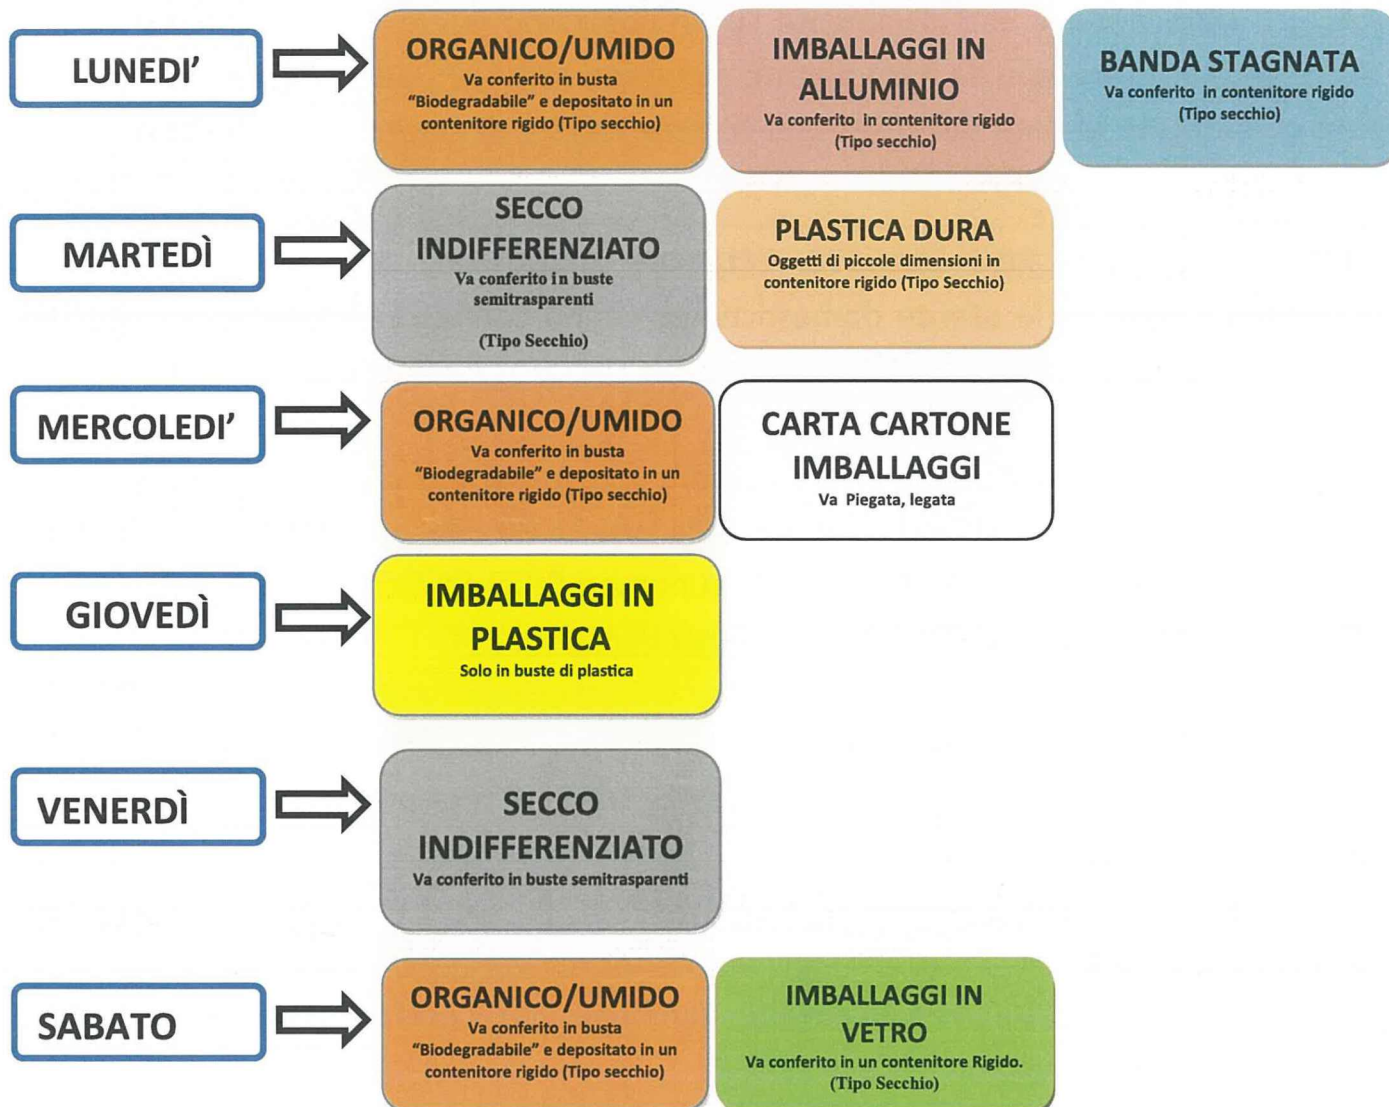 LUNEDI’
ORGANICO/UMIDO
Va conferito in busta
“Biodegradabile” e depositato in un
contenitore rigido (Tipo secchio)
IMBALLAGGI IN
ALLUMINIO
Va conferito in contenitore rigido
(Tipo secchio)
BANDA STAGNATA
Va conferito in contenitore rigido
(Tipo secchio)
MARTEDÌ
SECCO
INDIFFERENZIATO
Va conferito in buste
semitrasparenti
(Tipo Secchio)
PLASTICA DURA
Oggetti di piccole dimensioni in
contenitore rigido (Tipo Secchio)
MERCOLEDI’
ORGANICO/UMIDO
Va conferito in busta
“Biodegradabile” e depositato in un
contenitore rigido (Tipo secchio)
CARTA CARTONE
IMBALLAGGI
Va Piegata, legata
GIOVEDÌ
IMBALLAGGI IN
PLASTICA
Solo in buste di plastica
VENERDÌ
SECCO
INDIFFERENZIATO
Va conferito in buste semitrasparenti
SABATO
ORGANICO/UMIDO
Va conferito in busta
“Biodegradabile” e depositato in un
contenitore rigido (Tipo secchio)
IMBALLAGGI IN
VETRO
Va conferito in un contenitore Rigido.
(Tipo Secchio)